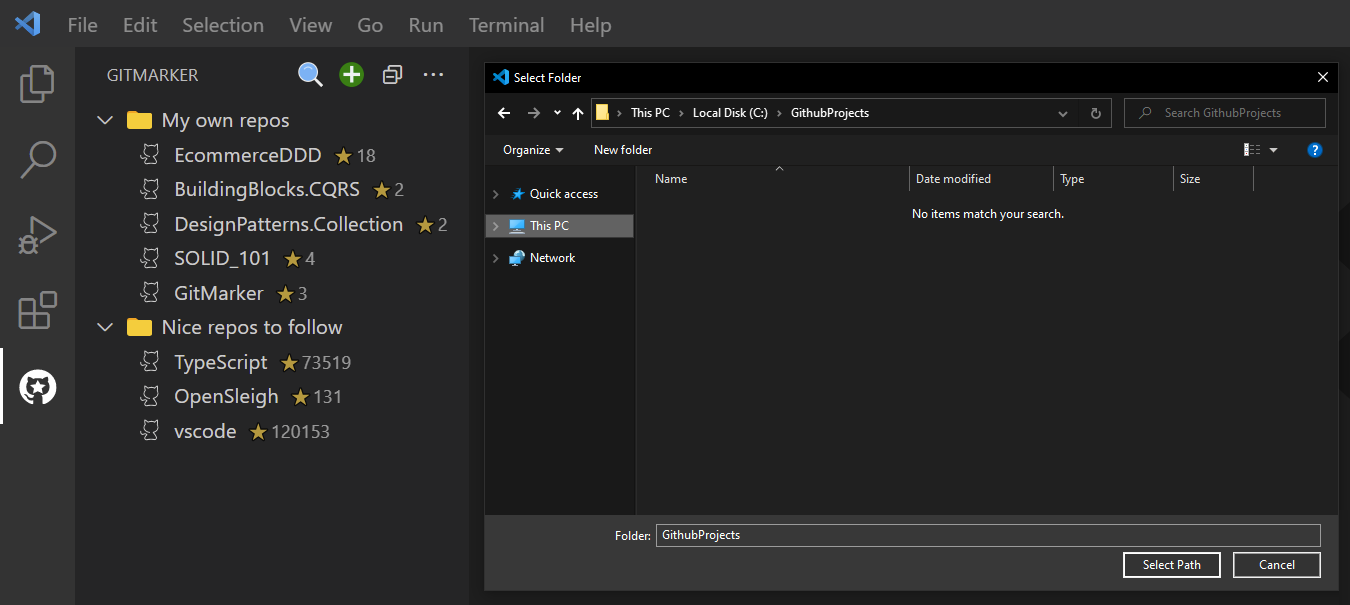 File Edit Selection View Go Run Terminal Help
GITMARKER
My own repos
EcommerceDDD 18
BuildingBlocks.CQRS 2
DesignPatterns.Collection 2
SOLID_101 4
GitMarker 3
Nice repos to follow
TypeScript 73519
OpenSleigh 131
vscode 120153
Select Folder
This PC Local Disk (C:) GithubProjects Search GithubProjects
Organize New folder ?
Name Date modified Type Size
No items match your search.
Quick access
This PC
Network
Folder: GithubProjects
Select Path Cancel